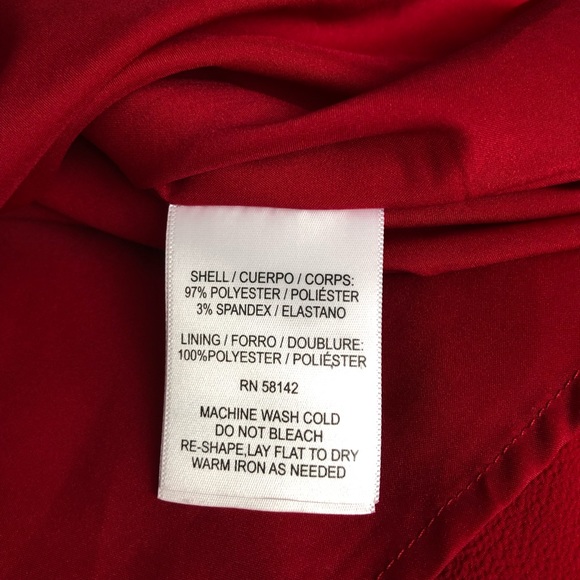 SHELL / CUERPO / CORPS:
97% POLYESTER / POLIÉSTER
3% SPANDEX / ELASTANO
LINING / FORRO / DOUBLURE:
100%POLYESTER / POLIÉSTER
RN 58142
MACHINE WASH COLD
DO NOT BLEACH
RE-SHAPE,LAY FLAT TO DRY
WARM IRON AS NEEDED